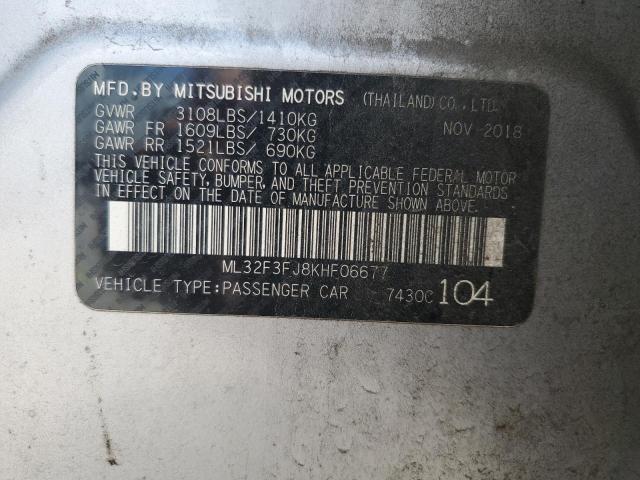 MFD.BY MITSUBISHI MOTORS (THAILAND)CO.,LTD.
GVWR 3108LBS/1410KG NOV 2018
GAWR FR 1609LBS/ 730KG
GAWR RR 1521LBS/ 690KG
THIS VEHICLE CONFORMS TO ALL APPLICABLE FEDERAL MOTOR
VEHICLE SAFETY, BUMPER, AND THEFT PREVENTION STANDARDS
IN EFFECT ON THE DATE OF MANUFACTURE SHOWN ABOVE.
ML32F3FJ8KHF06677
VEHICLE TYPE:PASSENGER CAR 7430C 104